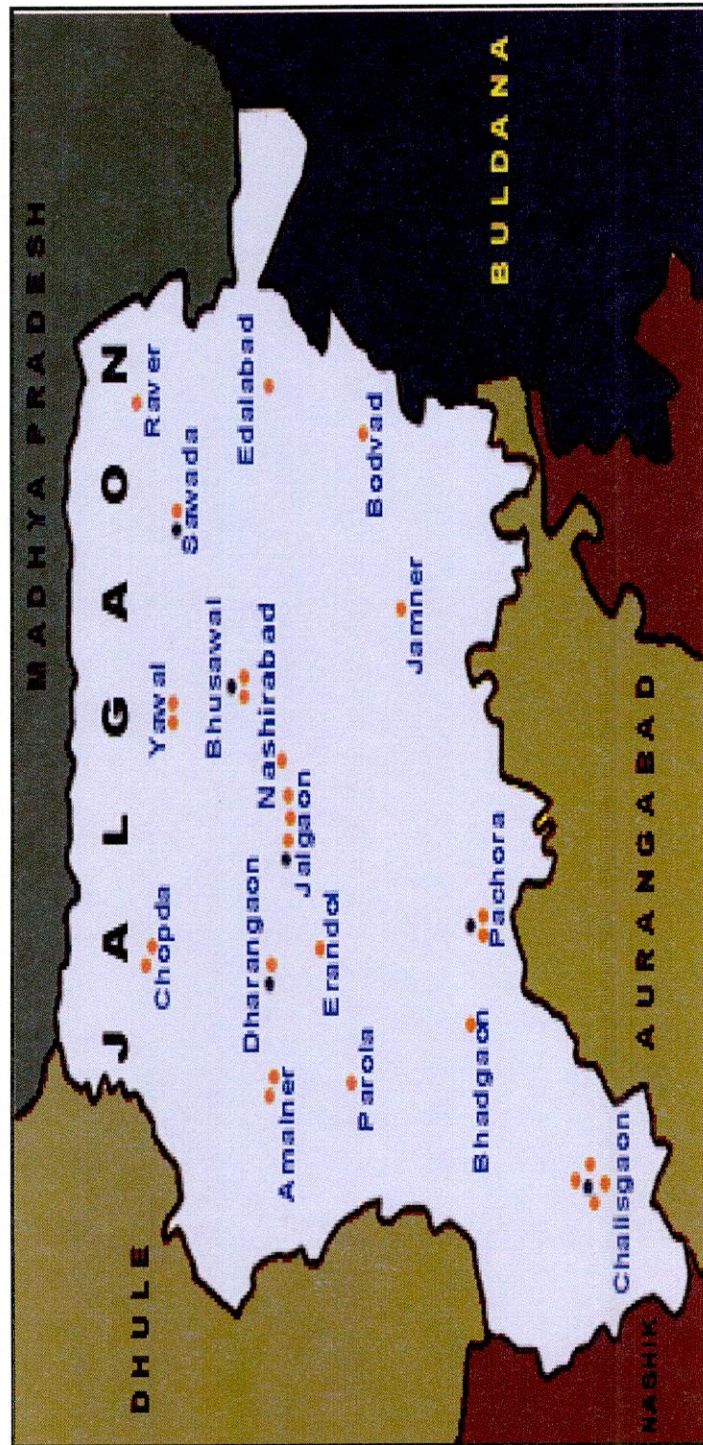 MADHYA PRADESH
JALGAON
Raver
Chopda
Yawal
Sawada
Bhusawal
Edalabad
Dharangaon
Nashirabad
Amalner
Jalgaon
Erandol
Parola
Bodvad
Jamner
Bhadgaon
Pachora
Chalisgaon
DHULE
BULDANA
AURANGABAD
NASHIK